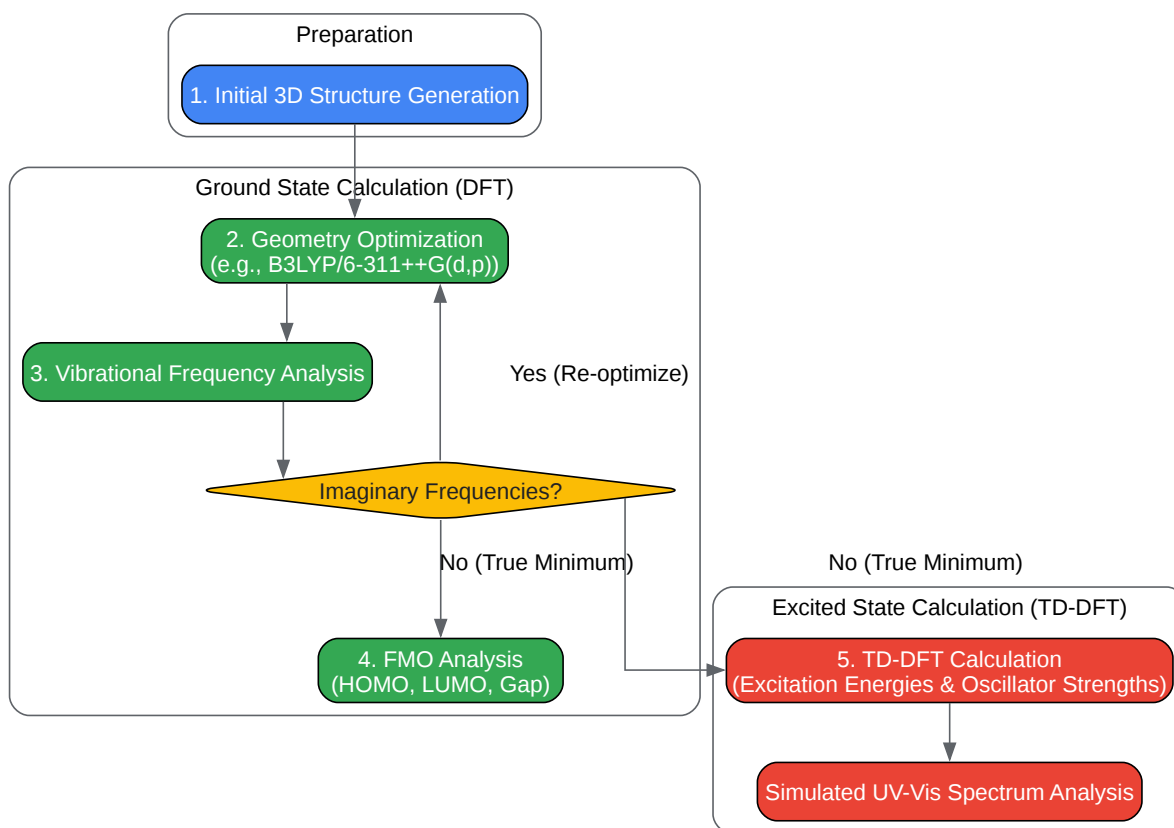 Preparation
1. Initial 3D Structure Generation
Ground State Calculation (DFT)
2. Geometry Optimization
(e.g., B3LYP/6-311++G(d,p))
3. Vibrational Frequency Analysis
Yes (Re-optimize)
Imaginary Frequencies?
No (True Minimum)
No (True Minimum)
4. FMO Analysis
(HOMO, LUMO, Gap)
Excited State Calculation (TD-DFT)
5. TD-DFT Calculation
(Excitation Energies & Oscillator Strengths)
Simulated UV-Vis Spectrum Analysis